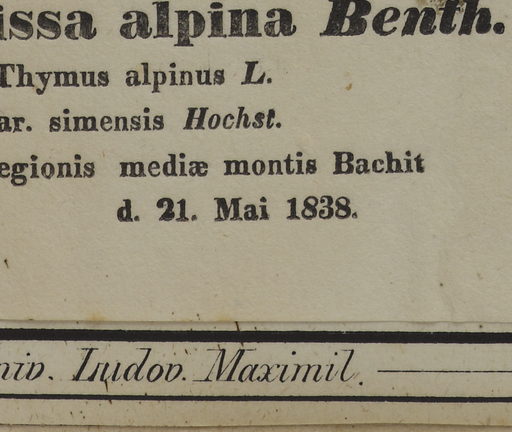 issa alpina Benth.
Thymus alpinus L.
ar. simensis Hochst.
egionis mediæ montis Bachit
d. 21. Mai 1838.
niv. Ludov. Maximil.